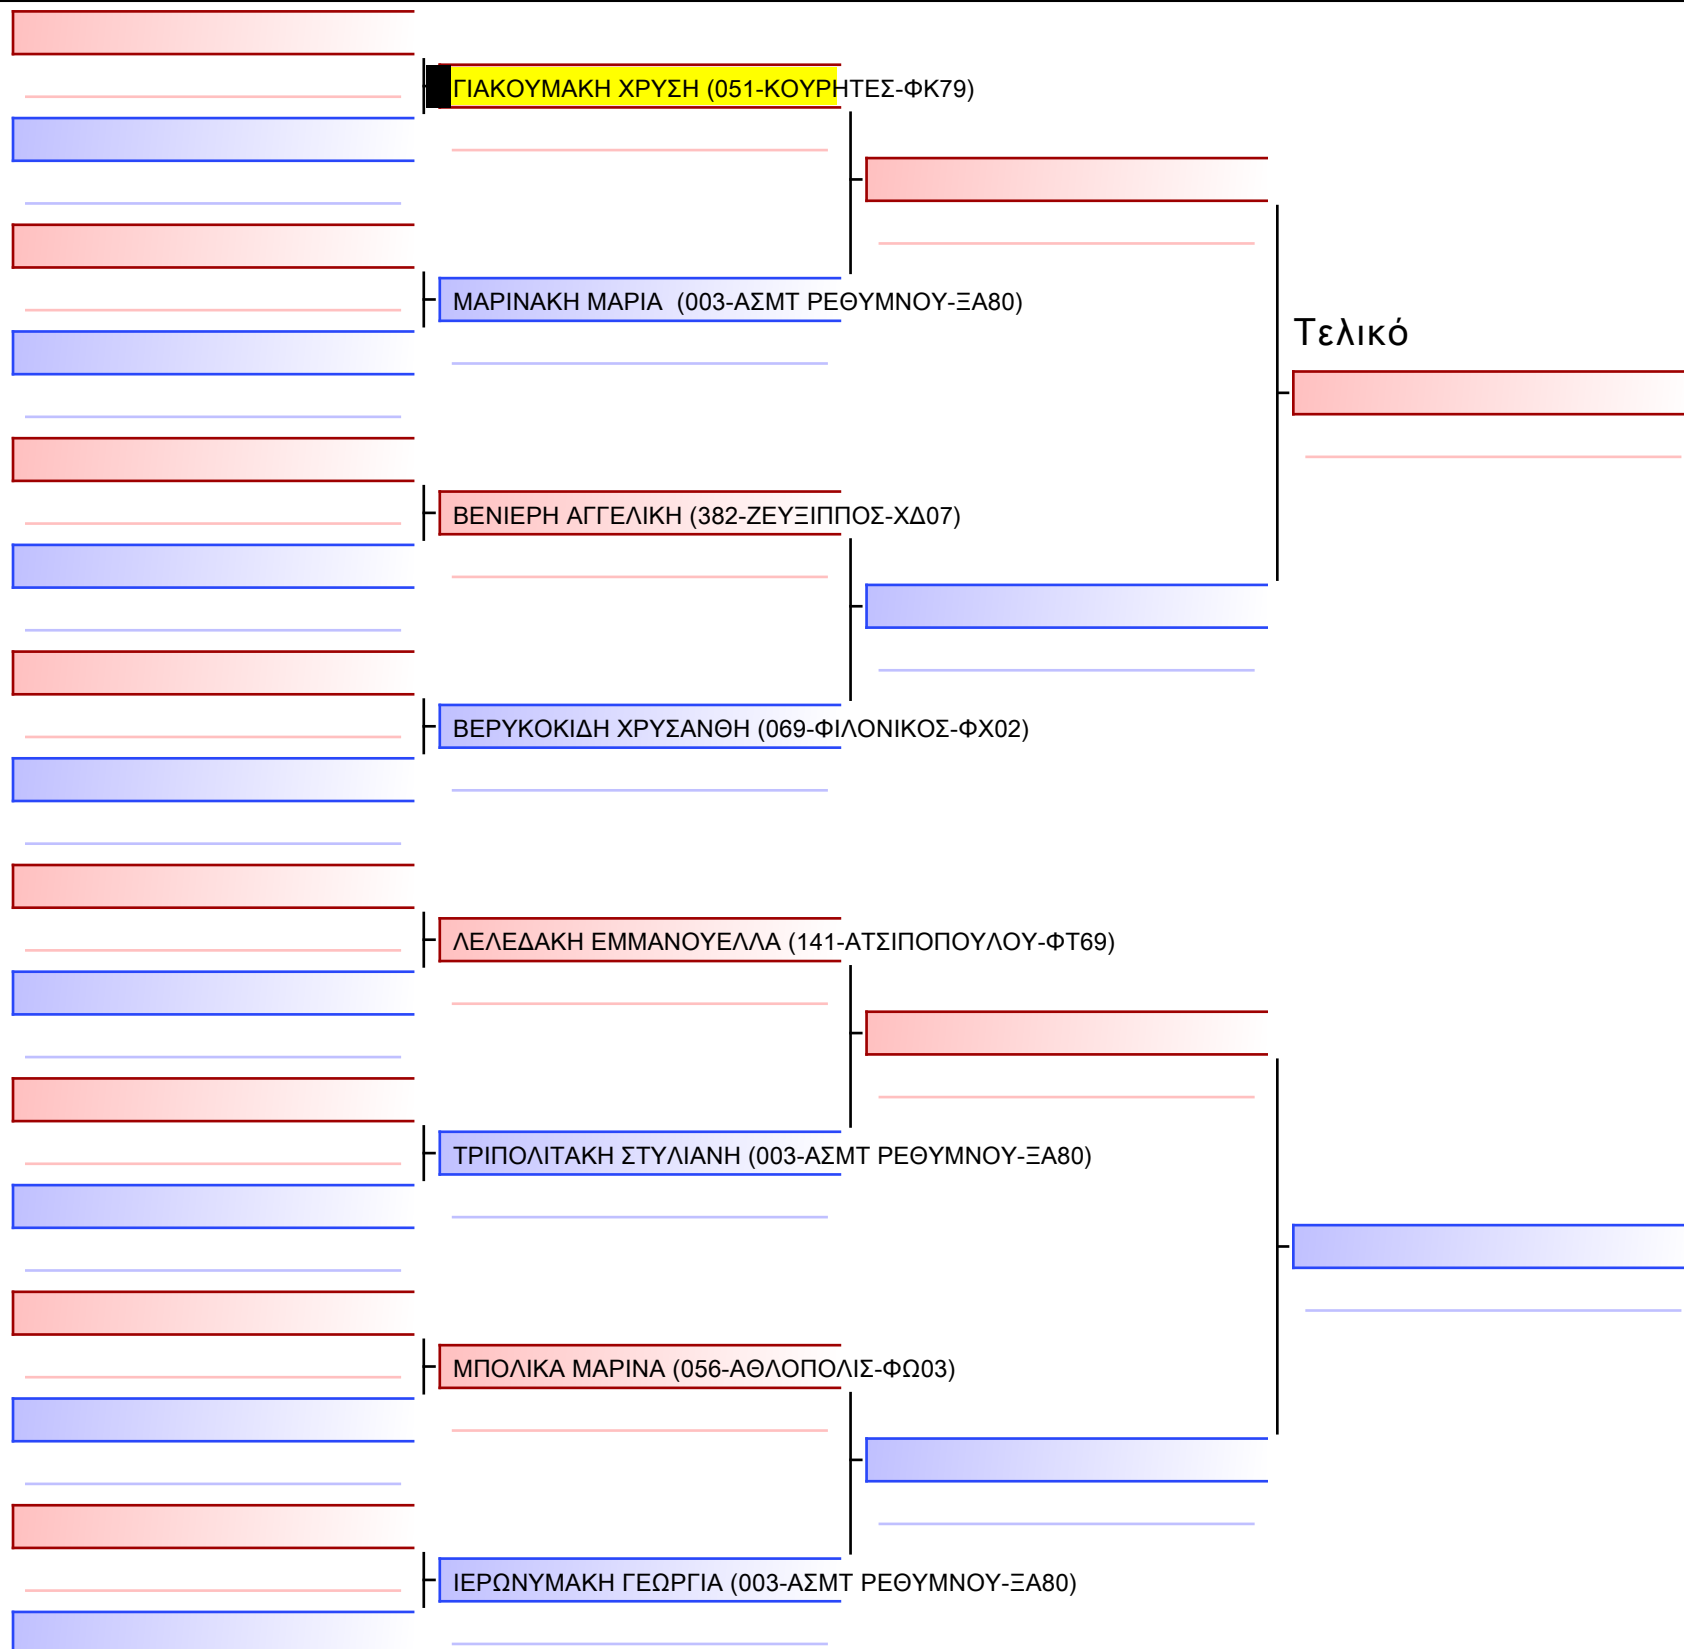 ΓΙΑΚΟΥΜΑΚΗ ΧΡΥΣΗ (051-ΚΟΥΡΗΤΕΣ-ΦΚ79)
ΜΑΡΙΝΑΚΗ ΜΑΡΙΑ (003-ΑΣΜΤ ΡΕΘΥΜΝΟΥ-ΞΑ80)
Τελικό
ΒΕΝΙΕΡΗ ΑΓΓΕΛΙΚΗ (382-ΖΕΥΞΙΠΠΟΣ-ΧΔ07)
ΒΕΡΥΚΟΚΙΔΗ ΧΡΥΣΑΝΘΗ (069-ΦΙΛΟΝΙΚΟΣ-ΦΧ02)
ΛΕΛΕΔΑΚΗ ΕΜΜΑΝΟΥΕΛΛΑ (141-ΑΤΣΙΠΟΠΟΥΛΟΥ-ΦΤ69)
ΤΡΙΠΟΛΙΤΑΚΗ ΣΤΥΛΙΑΝΗ (003-ΑΣΜΤ ΡΕΘΥΜΝΟΥ-ΞΑ80)
ΜΠΟΛΙΚΑ ΜΑΡΙΝΑ (056-ΑΘΛΟΠΟΛΙΣ-ΦΩ03)
ΙΕΡΩΝΥΜΑΚΗ ΓΕΩΡΓΙΑ (003-ΑΣΜΤ ΡΕΘΥΜΝΟΥ-ΞΑ80)